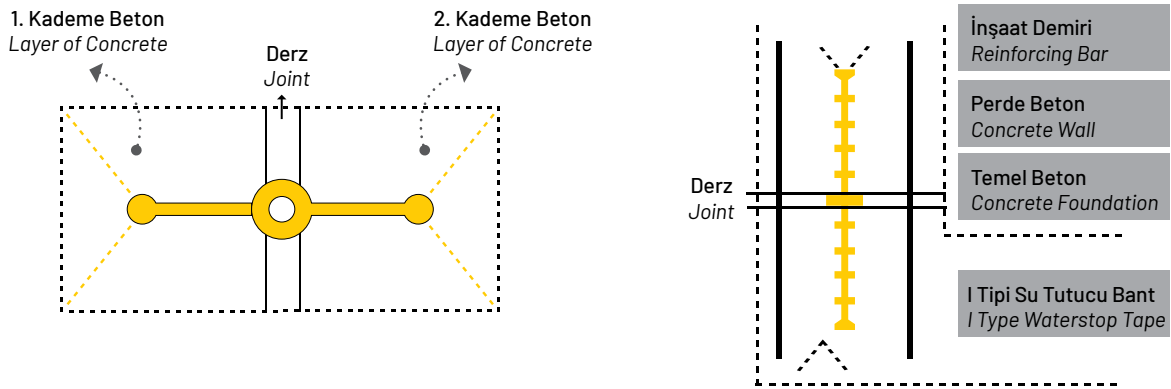 1. Kademe Beton
Layer of Concrete
Derz
Joint
2. Kademe Beton
Layer of Concrete
Derz
Joint
İnşaat Demiri
Reinforcing Bar
Perde Beton
Concrete Wall
Temel Beton
Concrete Foundation
I Tipi Su Tutucu Bant
I Type Waterstop Tape